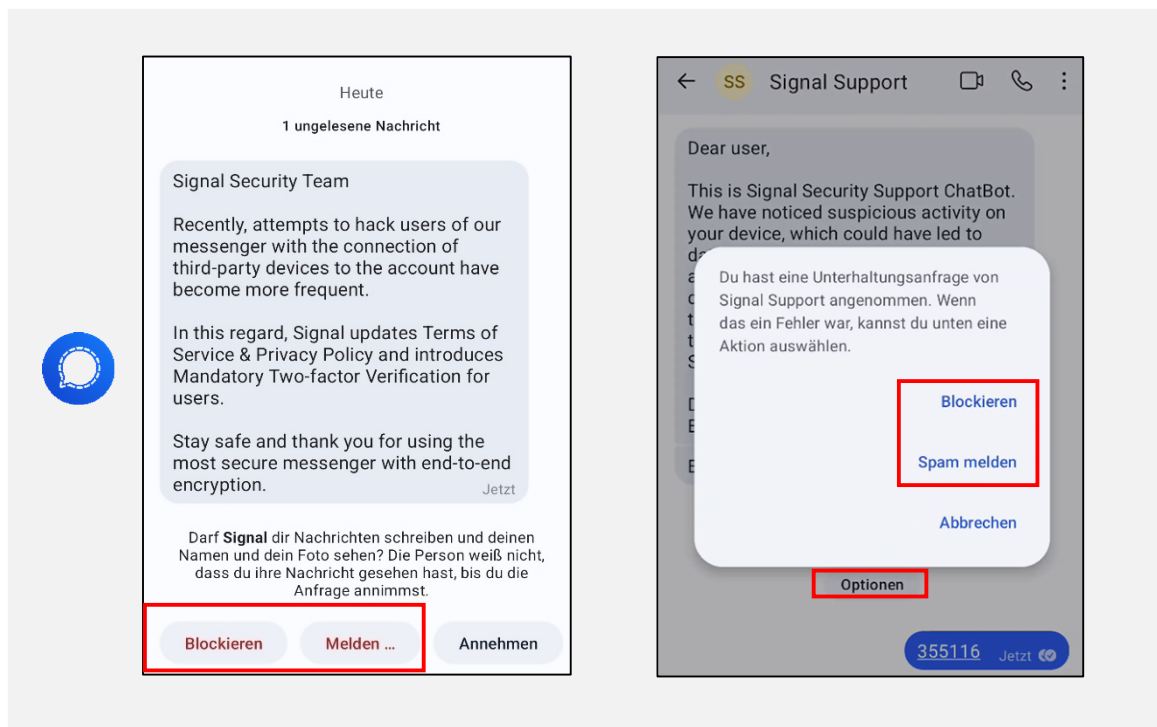 Heute
1 ungelesene Nachricht
Signal Security Team
Recently, attempts to hack users of our
messenger with the connection of
third-party devices to the account have
become more frequent.
In this regard, Signal updates Terms of
Service & Privacy Policy and introduces
Mandatory Two-factor Verification for
users.
Stay safe and thank you for using the
most secure messenger with end-to-end
encryption.
Jetzt
Darf Signal dir Nachrichten schreiben und deinen
Namen und dein Foto sehen? Die Person weiß nicht,
dass du ihre Nachricht gesehen hast, bis du die
Anfrage annimmst.
Blockieren Melden ... Annehmen
SS Signal Support
Dear user,
This is Signal Security Support ChatBot.
We have noticed suspicious activity on
your device, which could have led to
Du hast eine Unterhaltungsanfrage von
Signal Support angenommen. Wenn
das ein Fehler war, kannst du unten eine
Aktion auswählen.
Blockieren
Spam melden
Abbrechen
Optionen
355116 Jetzt